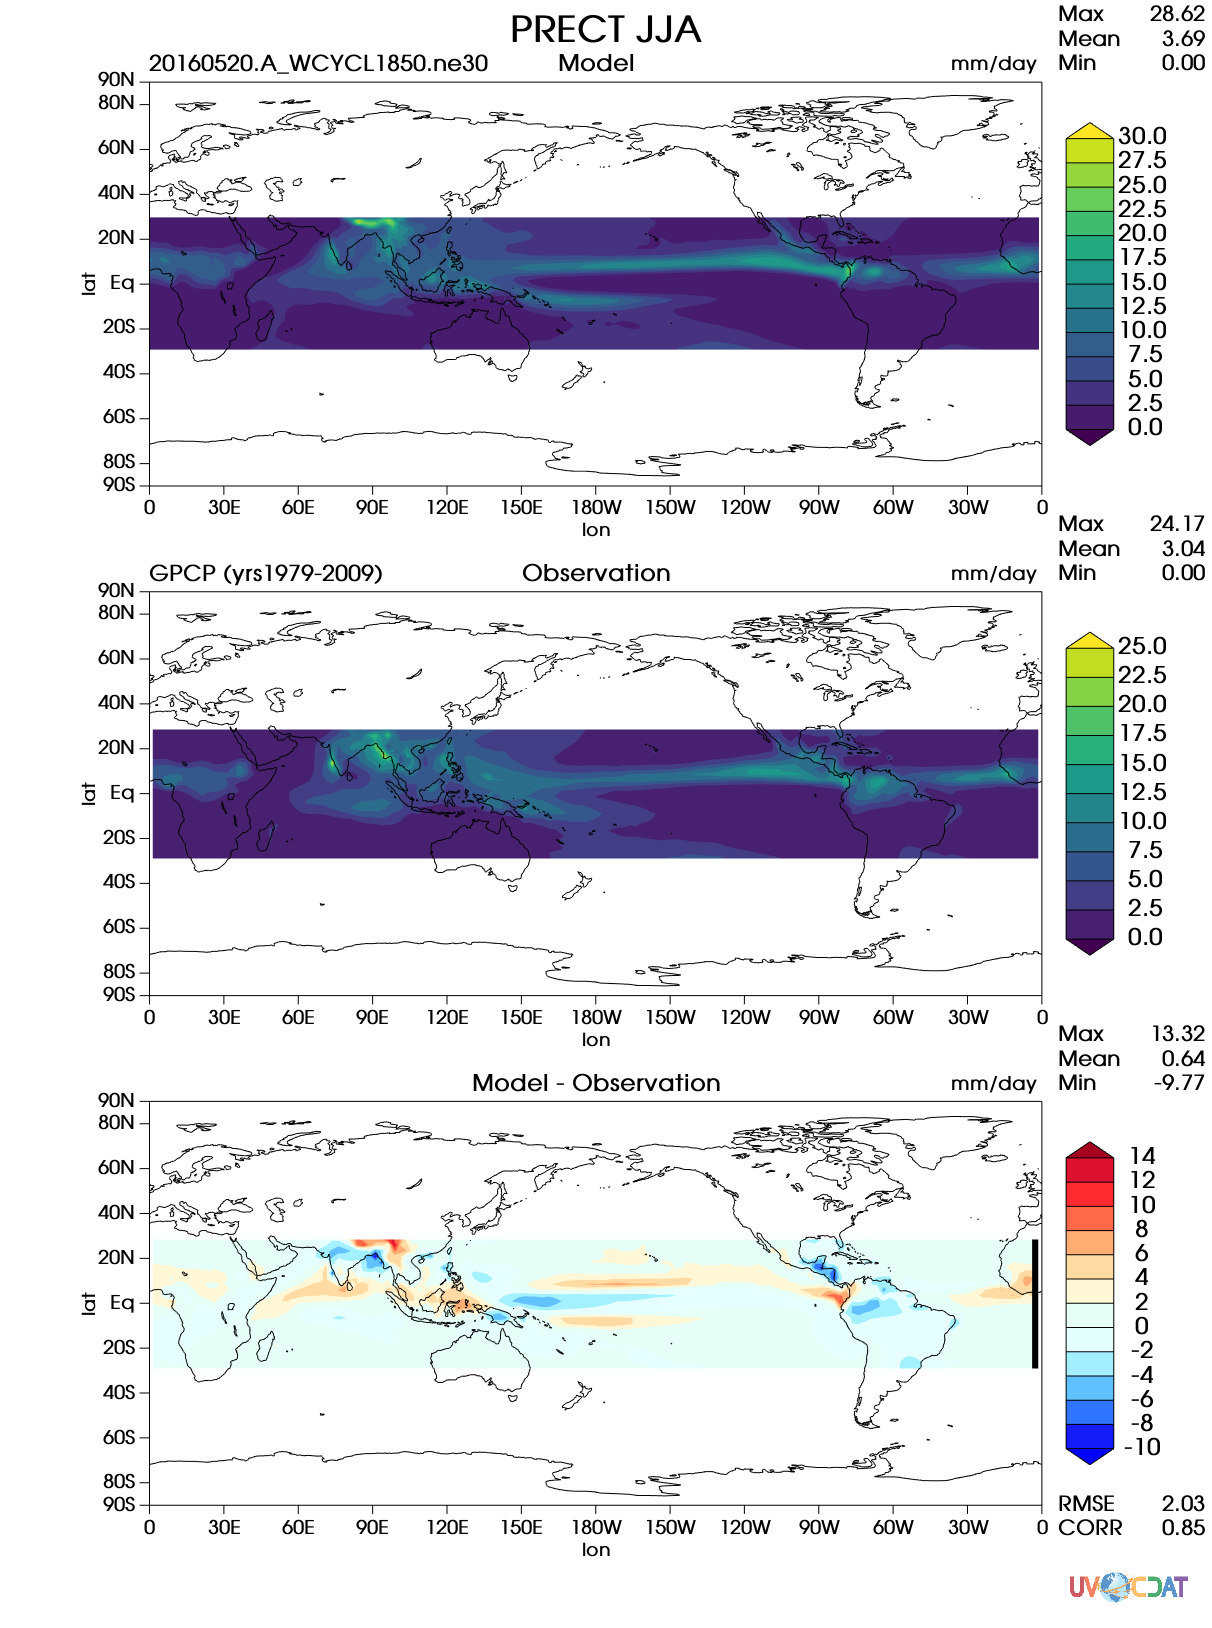 PRECT JJA
20160520.A_WCYCL1850.ne30 Model mm/day
Max 28.62
Mean 3.69
Min 0.00
90N
80N
60N
40N
20N
Eq
20S
40S
60S
80S
90S
lat
0 30E 60E 90E 120E 150E 180W 150W 120W 90W 60W 30W 0
lon
30.0
27.5
25.0
22.5
20.0
17.5
15.0
12.5
10.0
7.5
5.0
2.5
0.0
GPCP (yrs1979-2009) Observation mm/day
Max 24.17
Mean 3.04
Min 0.00
90N
80N
60N
40N
20N
Eq
20S
40S
60S
80S
90S
lat
0 30E 60E 90E 120E 150E 180W 150W 120W 90W 60W 30W 0
lon
25.0
22.5
20.0
17.5
15.0
12.5
10.0
7.5
5.0
2.5
0.0
Model - Observation mm/day
Max 13.32
Mean 0.64
Min -9.77
90N
80N
60N
40N
20N
Eq
20S
40S
60S
80S
90S
lat
0 30E 60E 90E 120E 150E 180W 150W 120W 90W 60W 30W 0
lon
14
12
10
8
6
4
2
0
-2
-4
-6
-8
-10
RMSE 2.03
CORR 0.85
UV CDAT